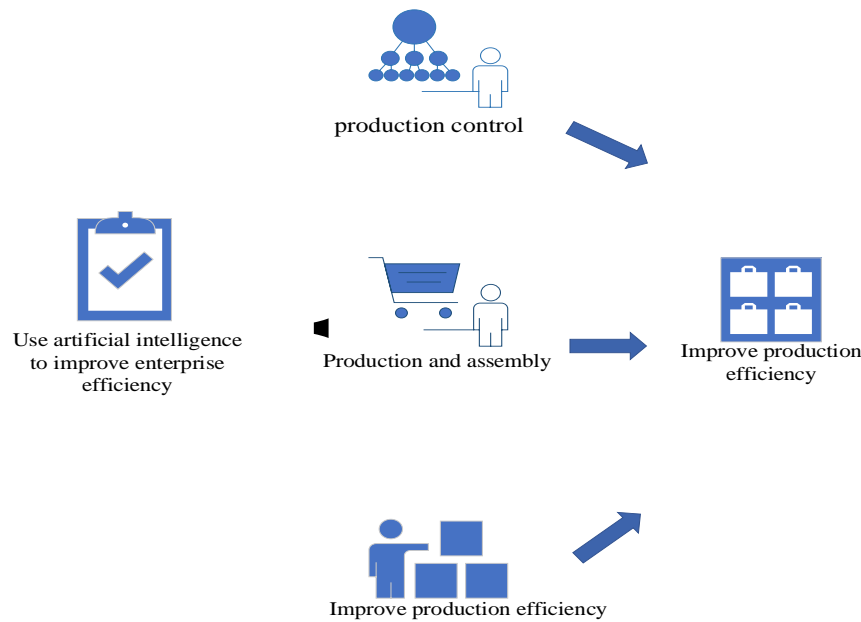 production control
Use artificial intelligence
to improve enterprise
efficiency
Production and assembly
Improve production
efficiency
Improve production efficiency